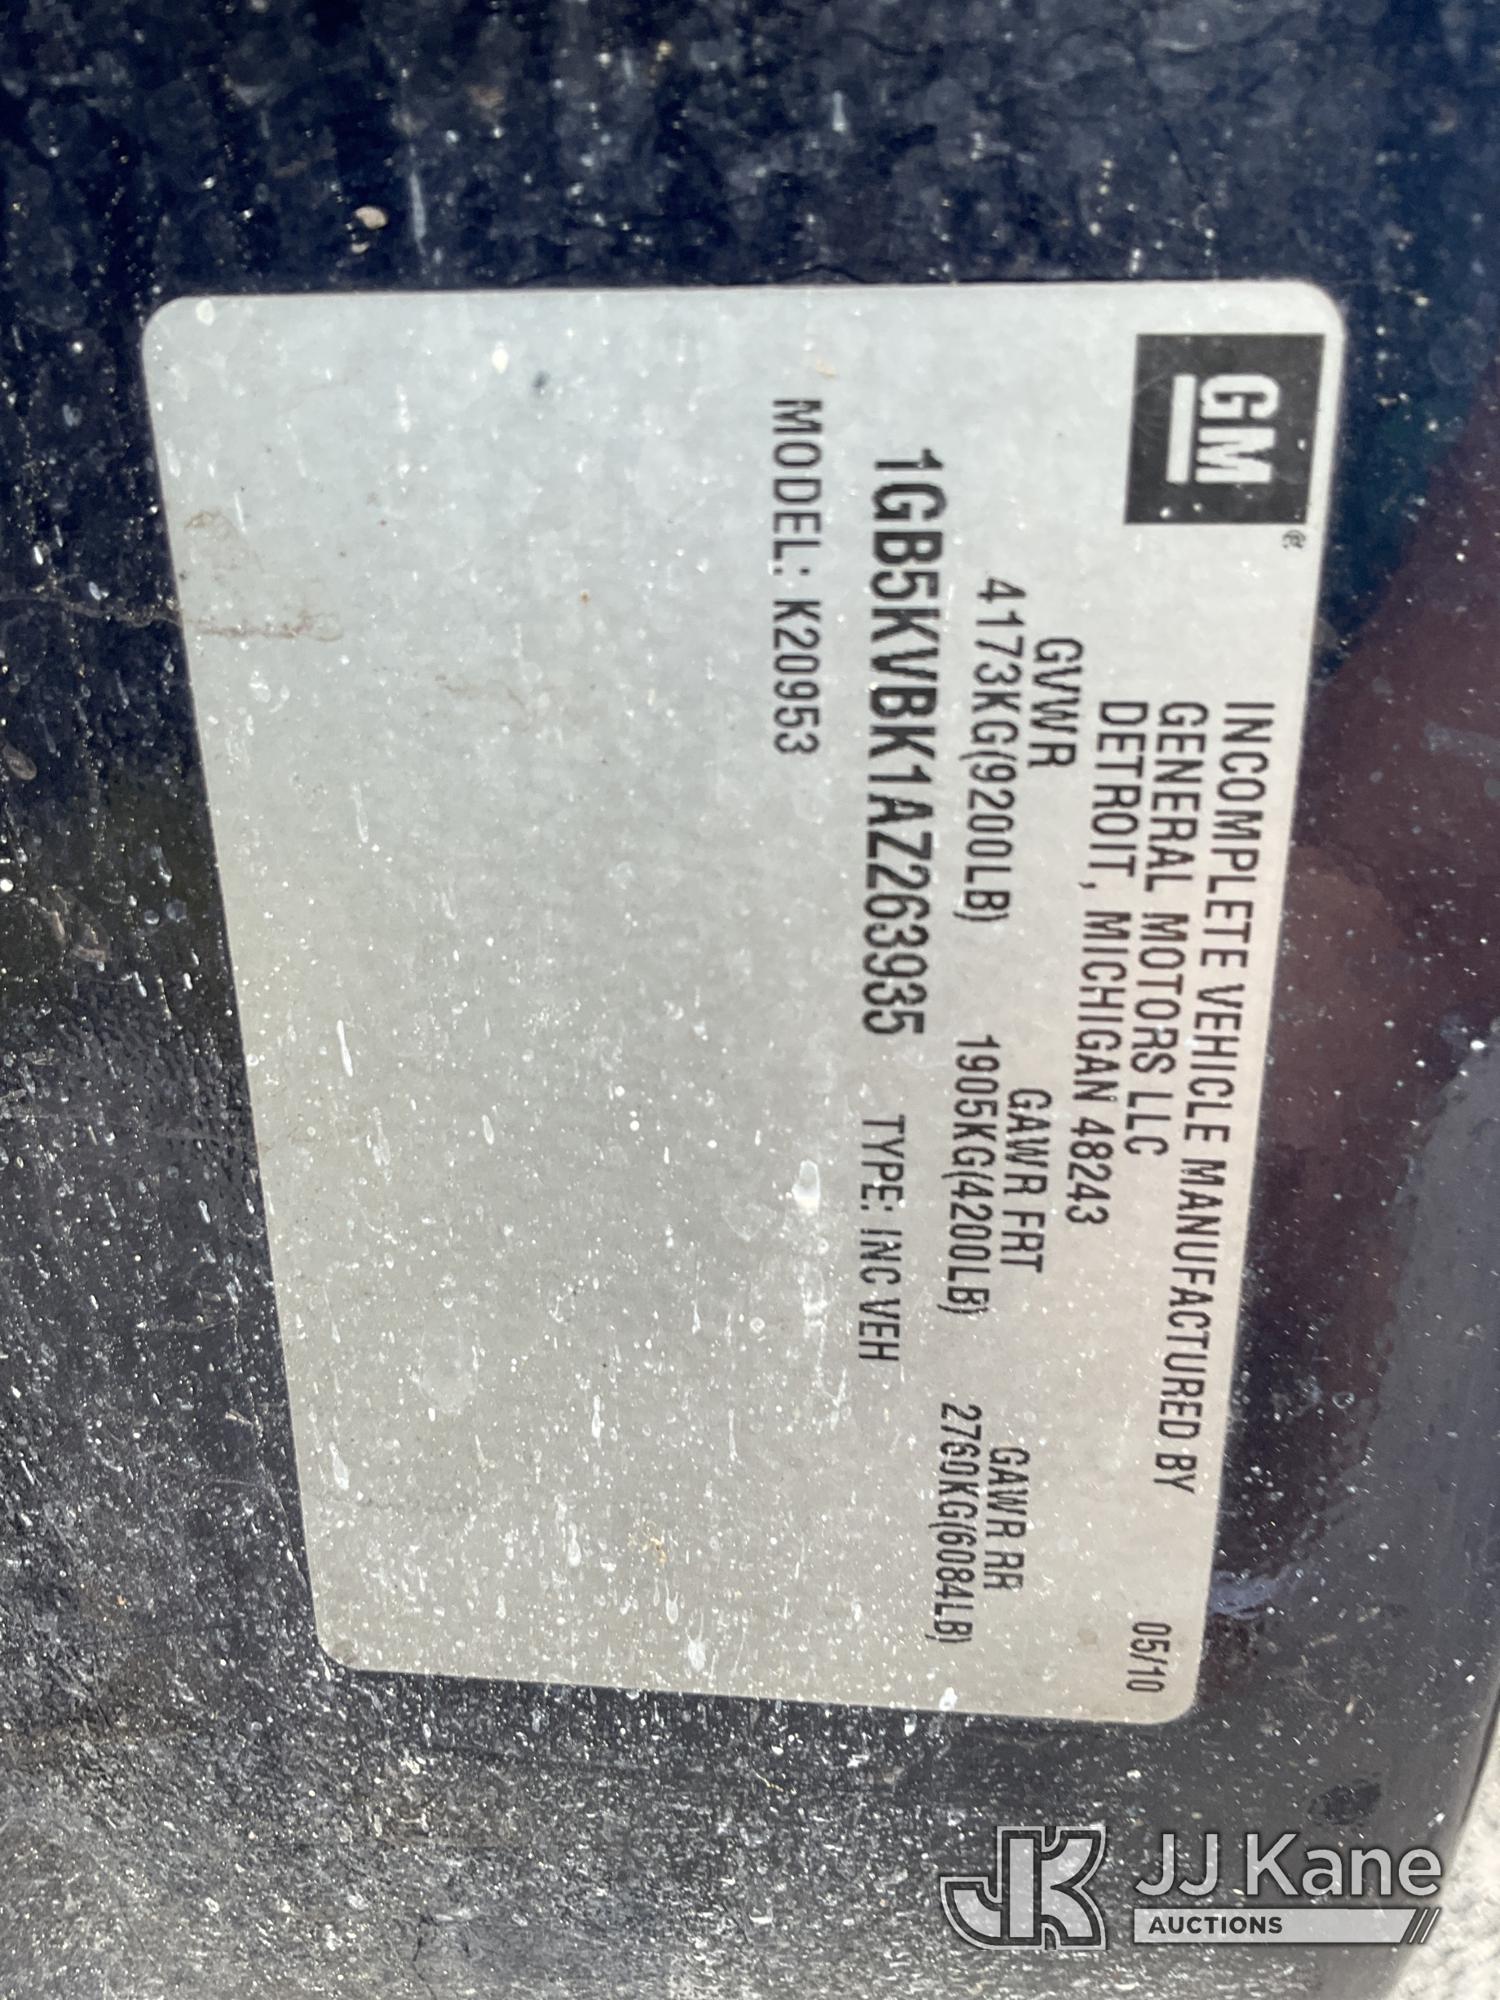 GM®
INCOMPLETE VEHICLE MANUFACTURED BY
GENERAL MOTORS LLC
DETROIT, MICHIGAN 48243
05/10
GVWR GAWR FRT GAWR RR
4173KG(9200LB) 1905KG(4200LB) 2760KG(6084LB)
1GB5KVBK1AZ263935 TYPE: INC VEH
MODEL: K20953
JK JJ Kane
AUCTIONS